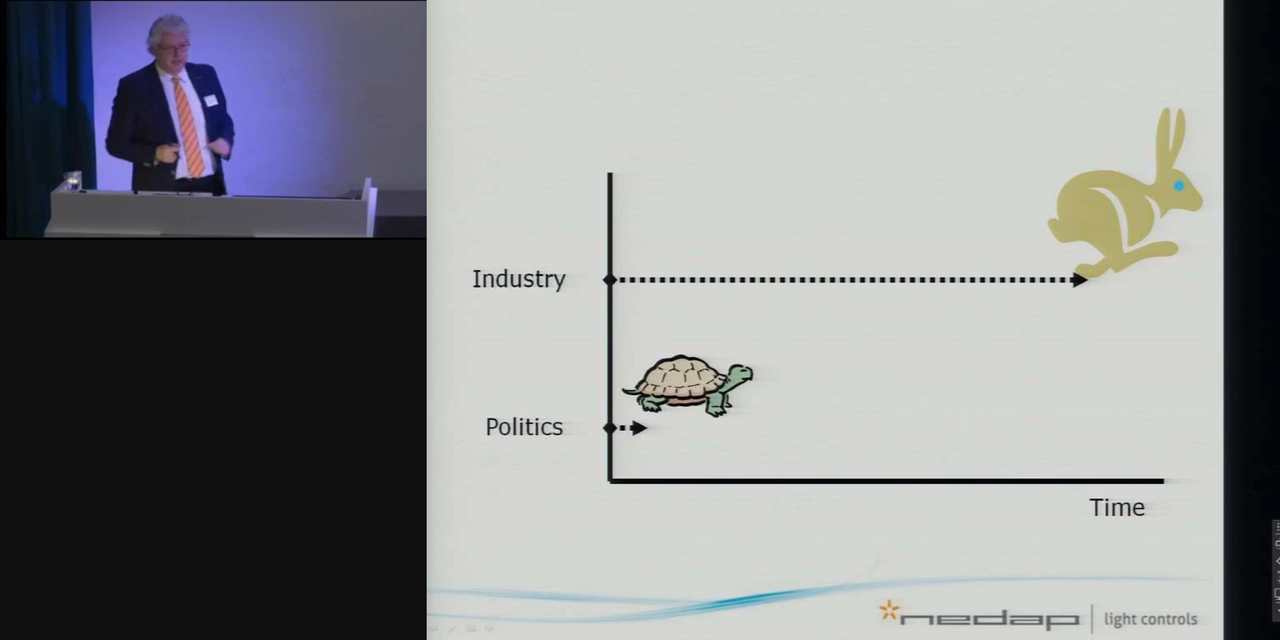 Industry
Politics
Time
nedap
light controls